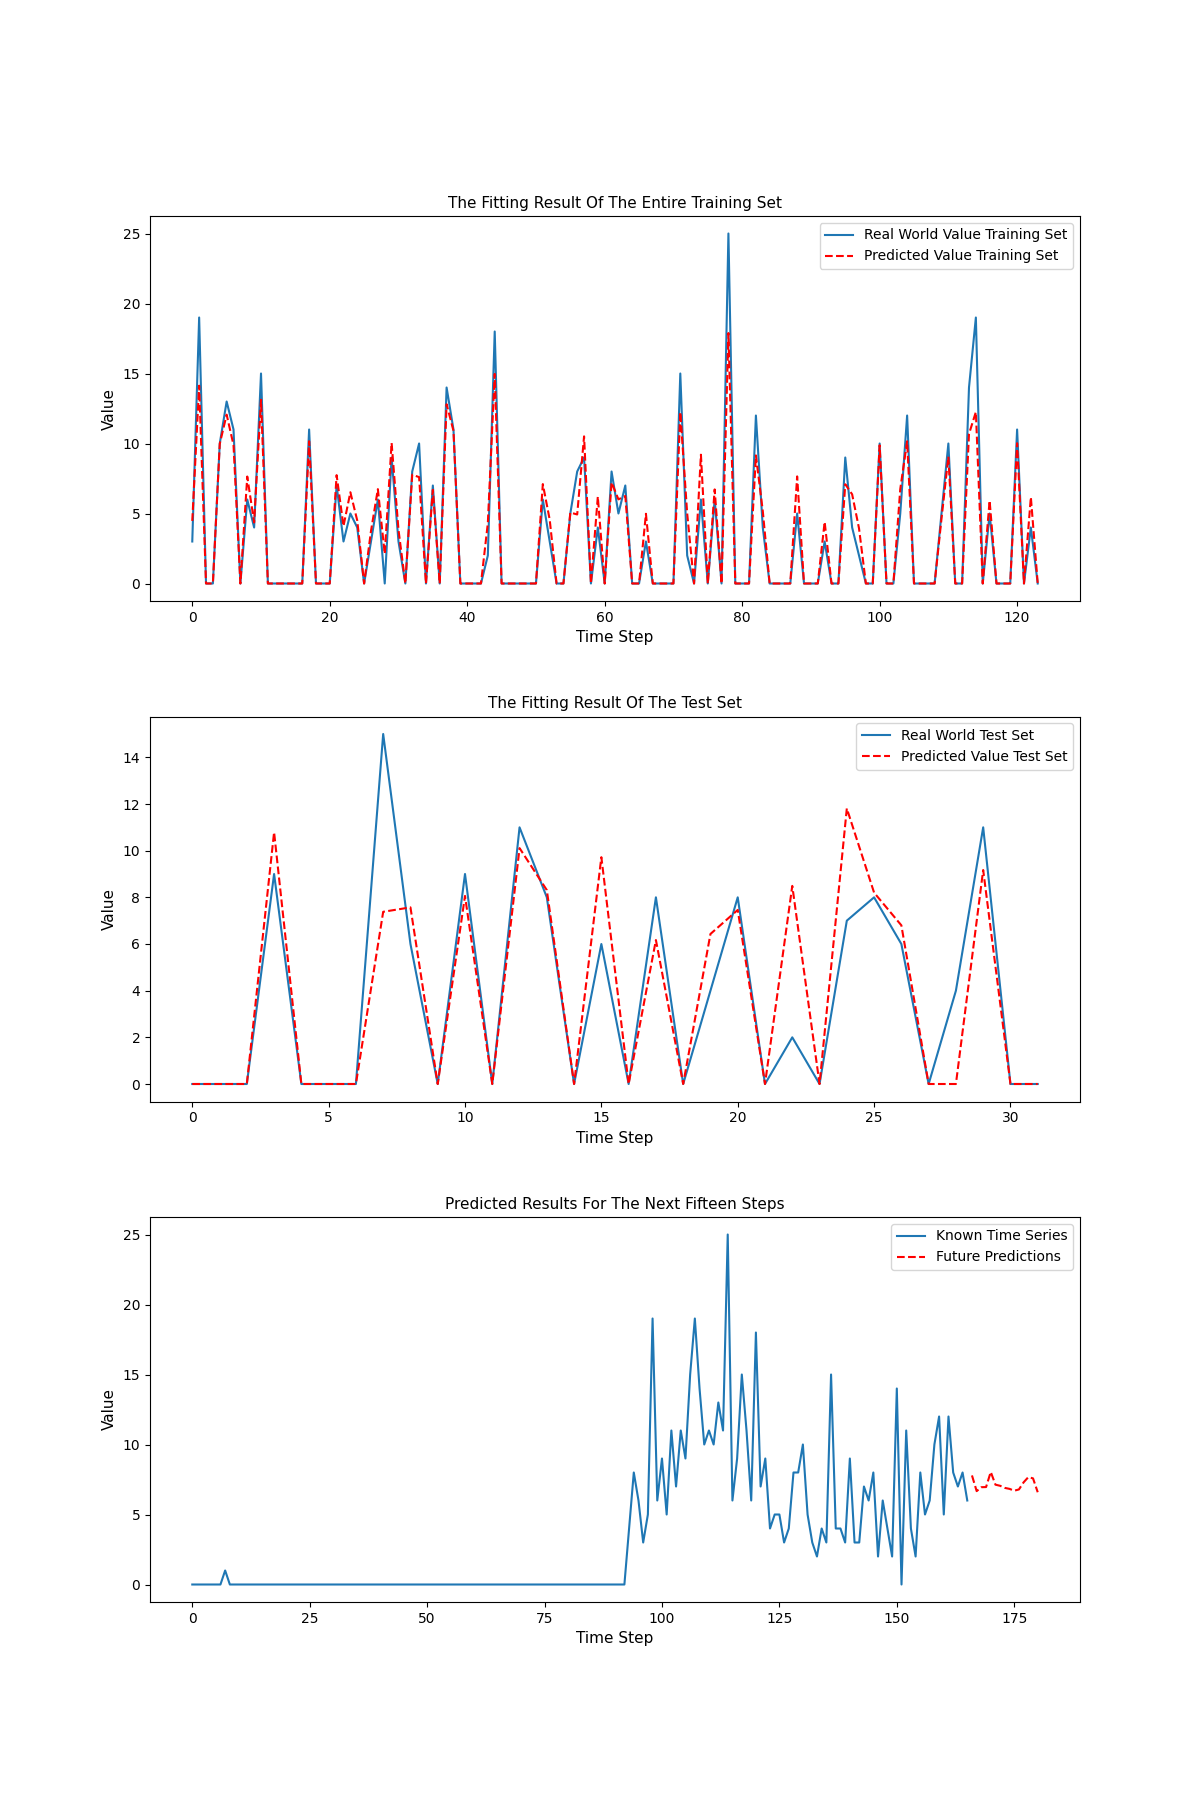 The Fitting Result Of The Entire Training Set
25
20
15
10
5
0
Value
Real World Value Training Set
Predicted Value Training Set
0 20 40 60 80 100 120
Time Step
The Fitting Result Of The Test Set
14
12
10
8
6
4
2
0
Value
Real World Test Set
Predicted Value Test Set
0 5 10 15 20 25 30
Time Step
Predicted Results For The Next Fifteen Steps
25
20
15
10
5
0
Value
Known Time Series
Future Predictions
0 25 50 75 100 125 150 175
Time Step